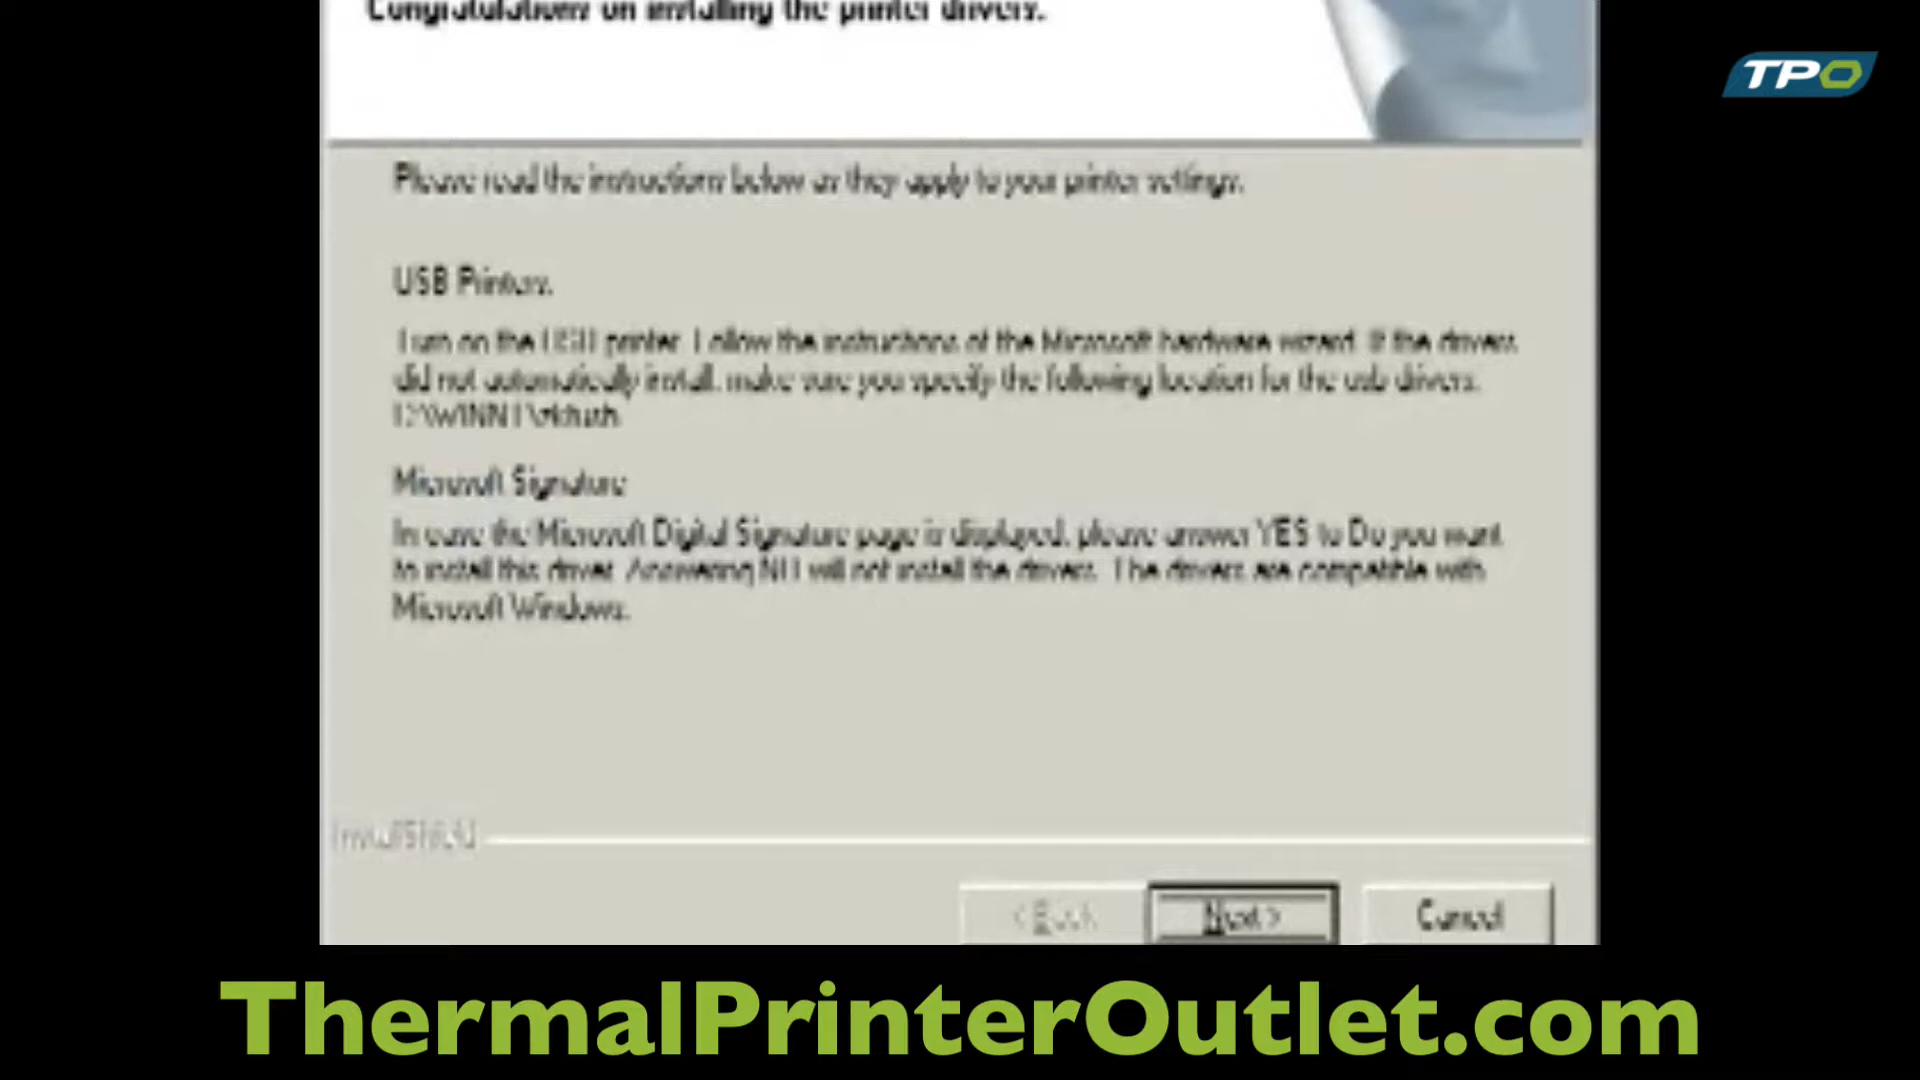 Congratulations on installing the printer drivers.
TPO
Please read the instructions below as they apply to your printer settings.
USB Printers.
Turn on the USB printer. Follow the instructions of the Microsoft hardware wizard. If the drivers
did not automatically install, make sure you specify the following location for the usb drivers.
Microsoft Signature
In case the Microsoft Digital Signature page is displayed, please answer YES to Do you want
to install this driver. Answering NO will not install the drivers. The drivers are compatible with
Microsoft Windows.
InstallShield
< Back
Next >
Cancel
ThermalPrinterOutlet.com